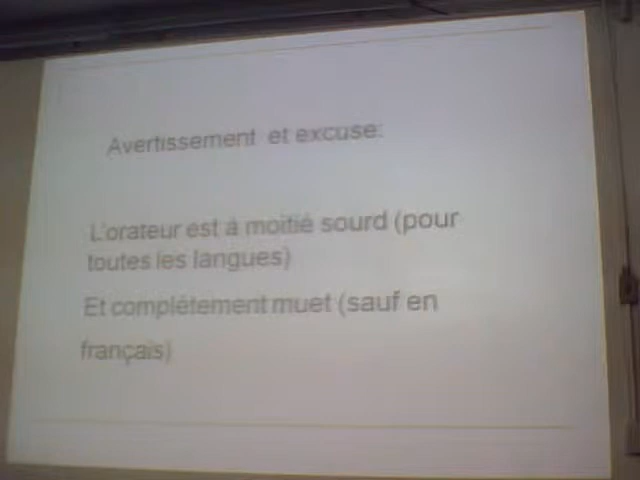 Avertissement et excuse:
L'orateur est à moitié sourd (pour
toutes les langues)
Et complètement muet (sauf en
français)